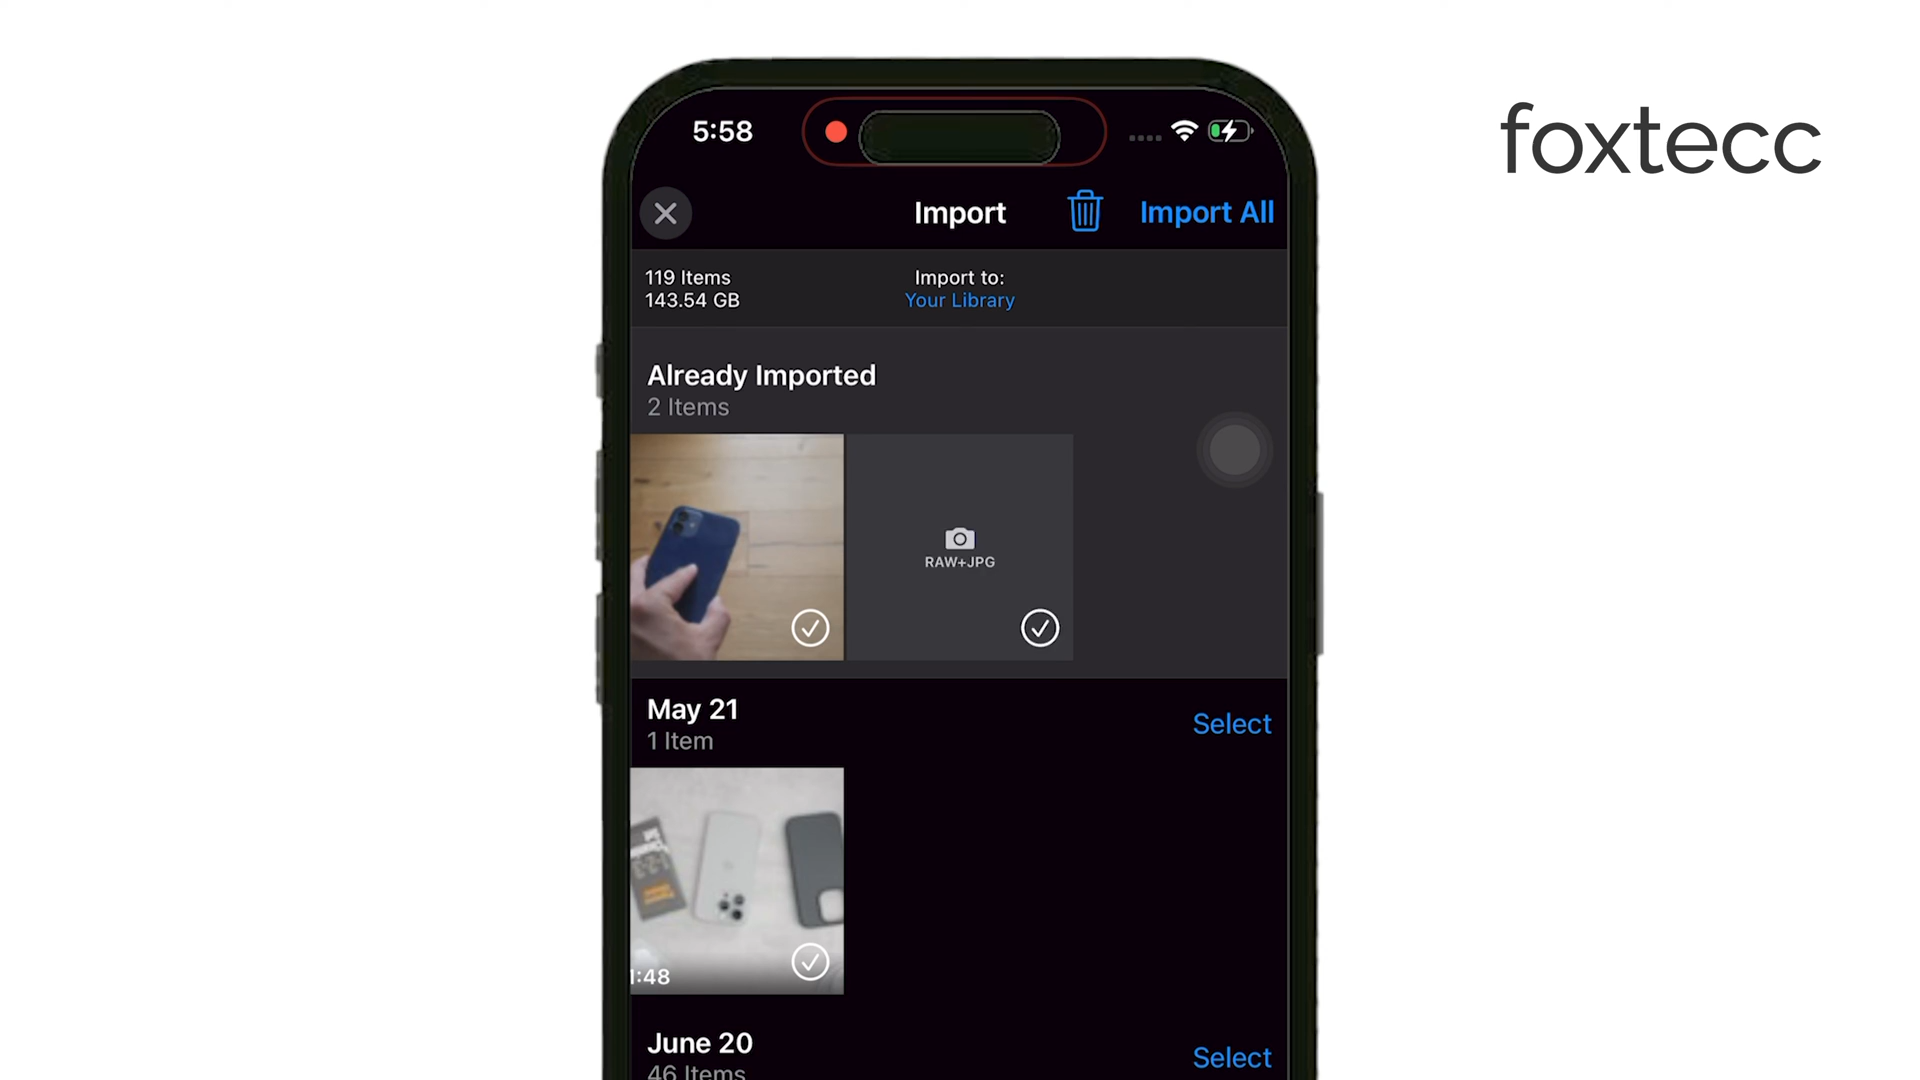 foxtecc
5:58
Import
Import All
119 Items
143.54 GB
Import to:
Your Library
Already Imported
2 Items
RAW+JPG
May 21
1 Item
Select
1:48
June 20
46 Items
Select